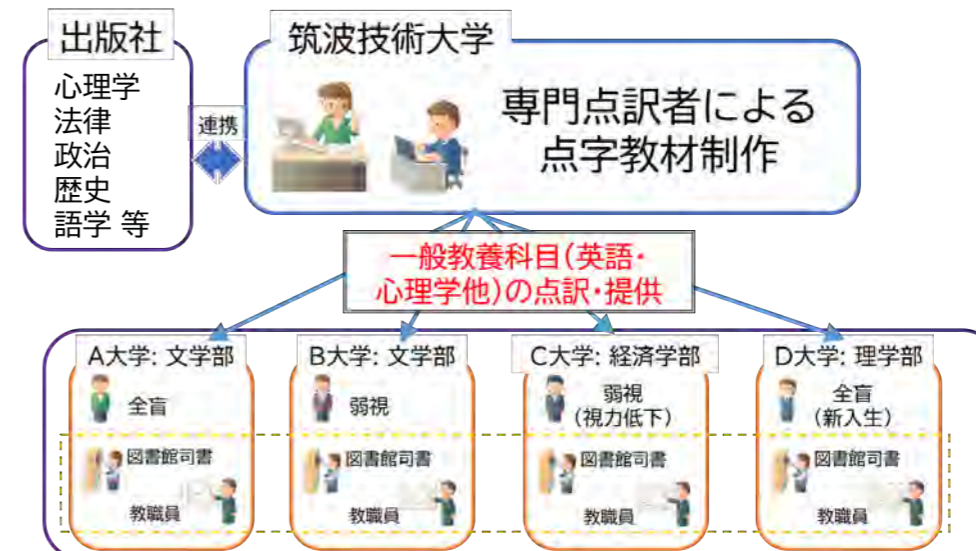 出版社
心理学
法律
政治
歴史
語学 等
連携
筑波技術大学
専門点訳者による
点字教材制作
一般教養科目(英語・
心理学他)の点訳・提供
A大学: 文学部
全盲
図書館司書
教職員
B大学: 文学部
弱視
図書館司書
教職員
C大学: 経済学部
弱視
(視力低下)
図書館司書
教職員
D大学: 理学部
全盲
(新入生)
図書館司書
教職員